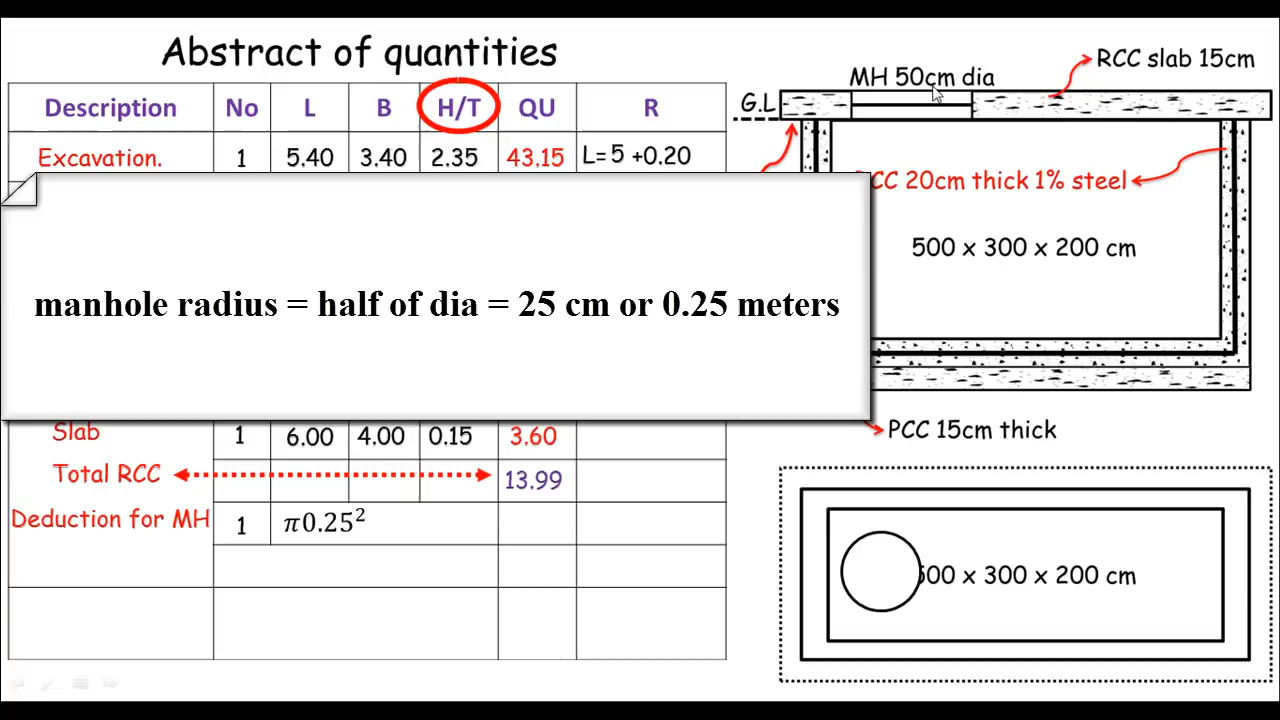 Abstract of quantities
Description No L B H/T QU R
Excavation. 1 5.40 3.40 2.35 43.15 L= 5 +0.20
manhole radius = half of dia = 25 cm or 0.25 meters
Slab 1 6.00 4.00 0.15 3.60
Total RCC 13.99
Deduction for MH 1 π0.25²
MH 50cm dia
RCC slab 15cm
G.L
CC 20cm thick 1% steel
500 x 300 x 200 cm
PCC 15cm thick
500 x 300 x 200 cm